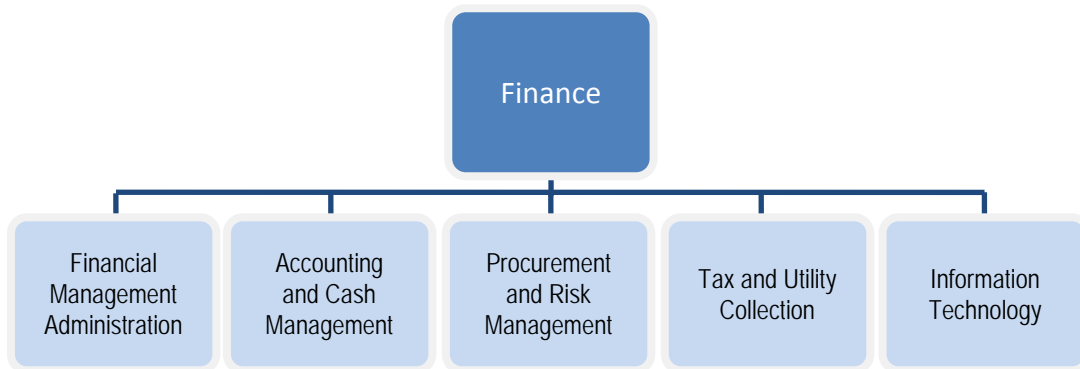 Finance
Financial
Management
Administration
Accounting
and Cash
Management
Procurement
and Risk
Management
Tax and Utility
Collection
Information
Technology